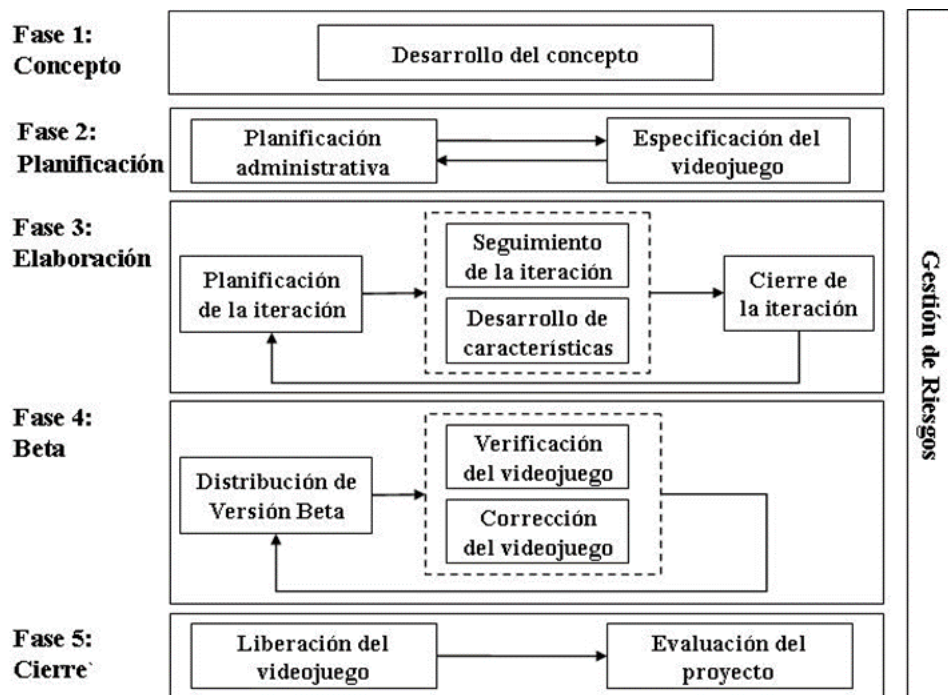 Fase 1:
Concepto
Desarrollo del concepto
Fase 2:
Planificación
Planificación
administrativa
Especificación del
videojuego
Fase 3:
Elaboración
Planificación
de la iteración
Seguimiento
de la iteración
Desarrollo de
características
Cierre de
la iteración
Fase 4:
Beta
Distribución de
Versión Beta
Verificación
del videojuego
Corrección
del videojuego
Fase 5:
Cierre`
Liberación del
videojuego
Evaluación del
proyecto
Gestión de Riesgos